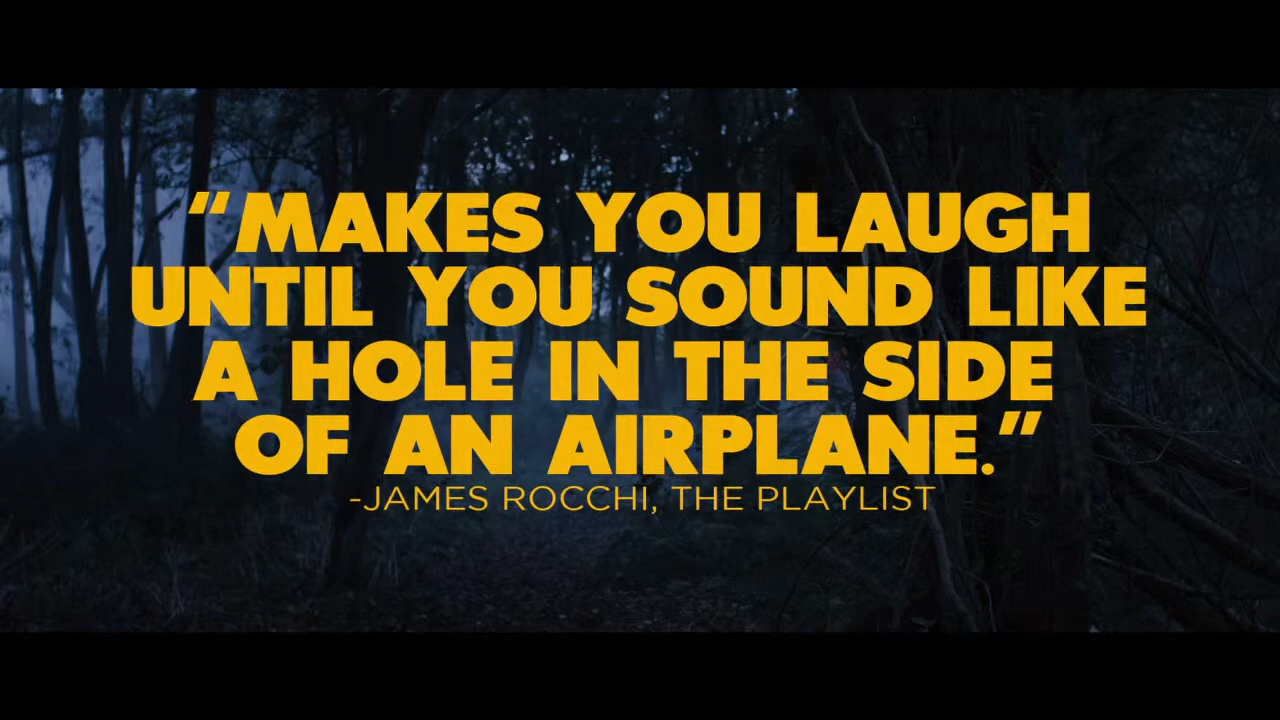 “MAKES YOU LAUGH
UNTIL YOU SOUND LIKE
A HOLE IN THE SIDE
OF AN AIRPLANE.”
-JAMES ROCCHI, THE PLAYLIST